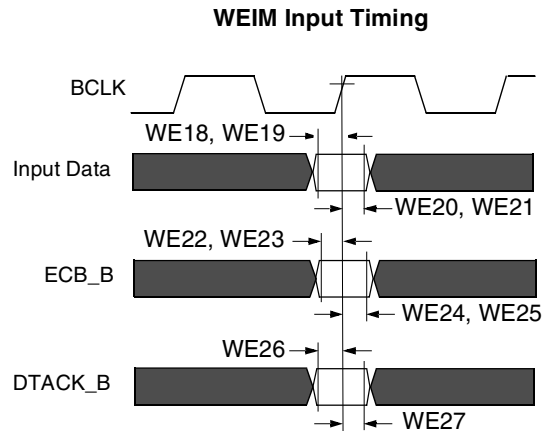 WEIM Input Timing
BCLK
WE18, WE19
Input Data
WE20, WE21
WE22, WE23
ECB_B
WE24, WE25
WE26
DTACK_B
WE27